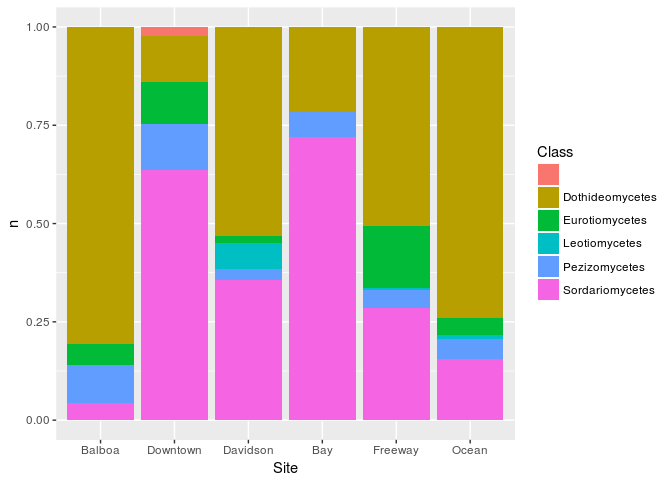 1.00
0.75
0.50
0.25
0.00
n
Balboa Downtown Davidson Bay Freeway Ocean
Site
Class
Dothideomycetes
Eurotiomycetes
Leotiomycetes
Pezizomycetes
Sordariomycetes